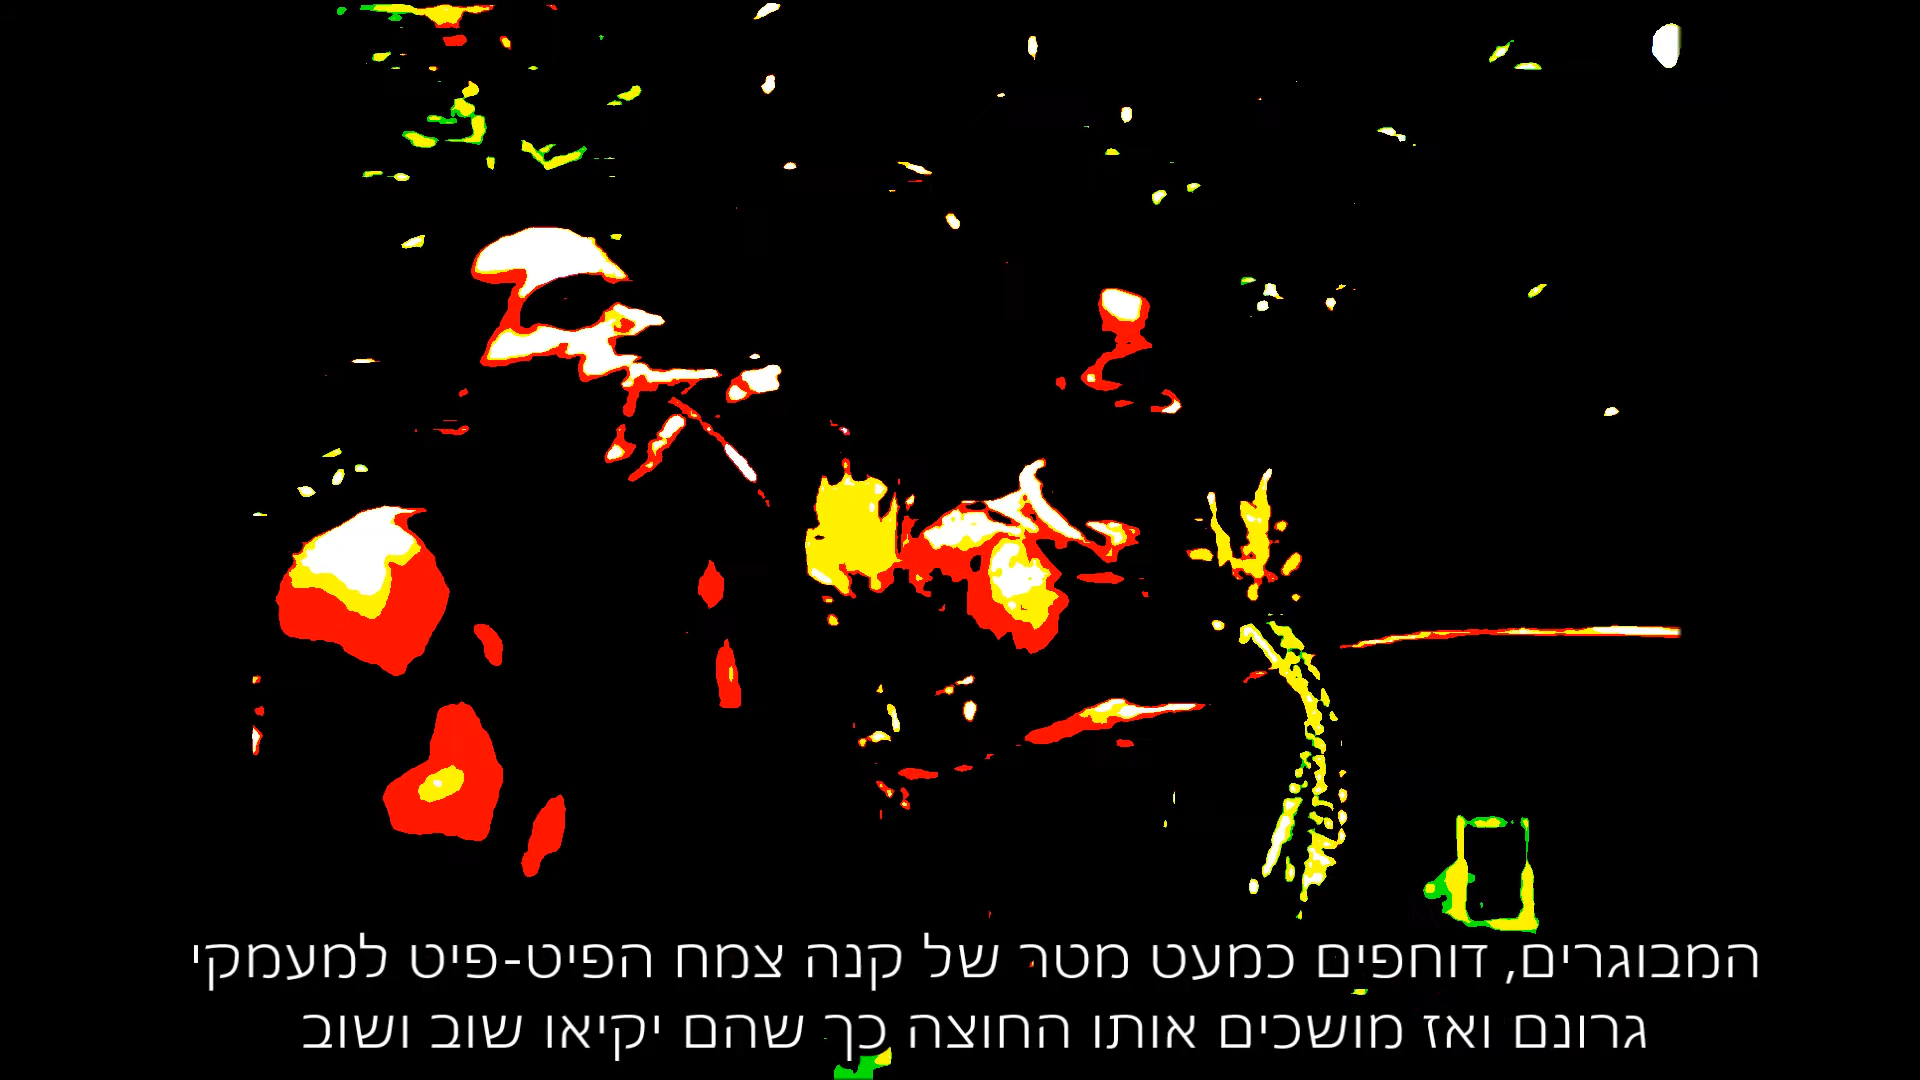 המבוגרים, דוחפים כמעט מטר של קנה צמח הפיט-פיט למעמקי
גרונם ואז מושכים אותו החוצה כך שהם יקיאו שוב ושוב